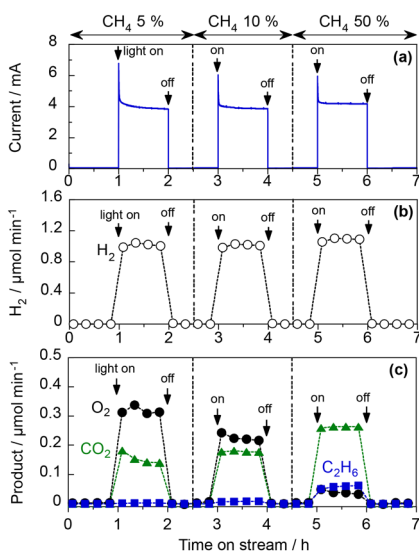 CH₄ 5 % CH₄ 10 % CH₄ 50 %
(a)
light on off on off on off
Current / mA
8
6
4
2
0
0 1 2 3 4 5 6 7
(b)
light on off on off on off
H₂
H₂ / μmol min⁻¹
1.6
1.2
0.8
0.4
0
0 1 2 3 4 5 6 7
(c)
light on off on off on off
O₂
CO₂
C₂H₆
Product / μmol min⁻¹
0.5
0.4
0.3
0.2
0.1
0.00
0 1 2 3 4 5 6 7
Time on stream / h